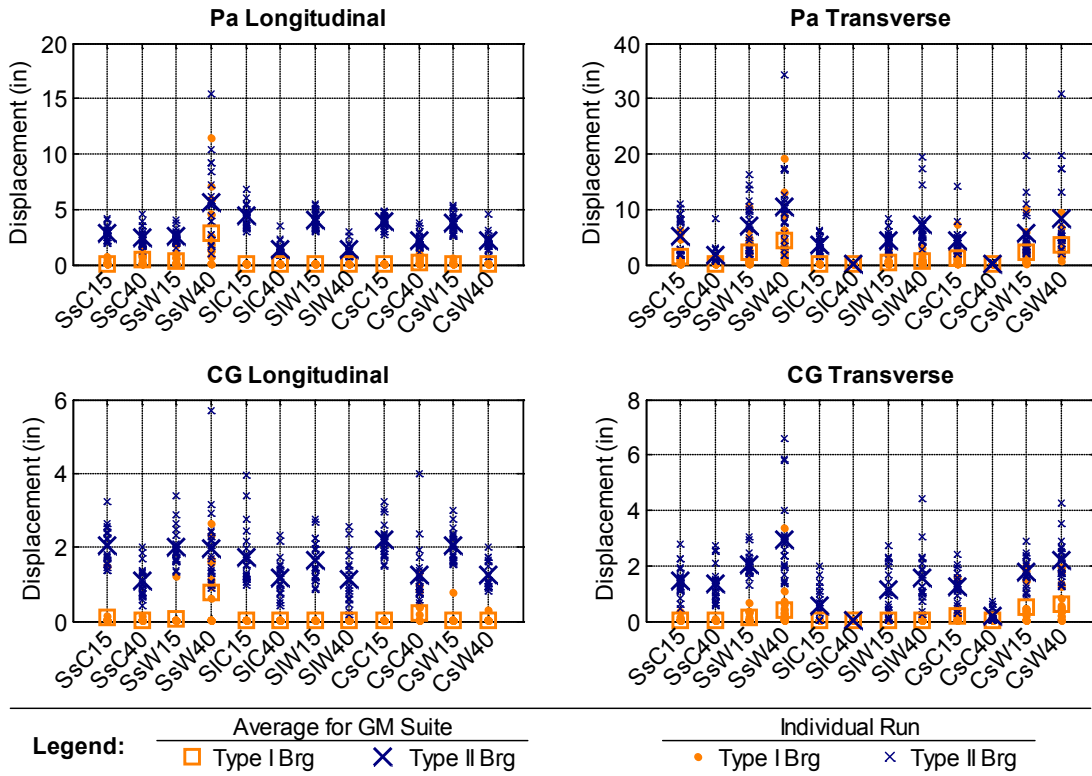 Pa Longitudinal
Displacement (in)
20
15
10
5
0
SsC15
SsC40
SsW15
SsW40
SlC15
SlC40
SlW15
SlW40
CsC15
CsC40
CsW15
CsW40
Pa Transverse
Displacement (in)
40
30
20
10
0
SsC15
SsC40
SsW15
SsW40
SlC15
SlC40
SlW15
SlW40
CsC15
CsC40
CsW15
CsW40
CG Longitudinal
Displacement (in)
6
4
2
0
SsC15
SsC40
SsW15
SsW40
SlC15
SlC40
SlW15
SlW40
CsC15
CsC40
CsW15
CsW40
CG Transverse
Displacement (in)
8
6
4
2
0
SsC15
SsC40
SsW15
SsW40
SlC15
SlC40
SlW15
SlW40
CsC15
CsC40
CsW15
CsW40
Legend:
Average for GM Suite
Type I Brg
Type II Brg
Individual Run
Type I Brg
Type II Brg